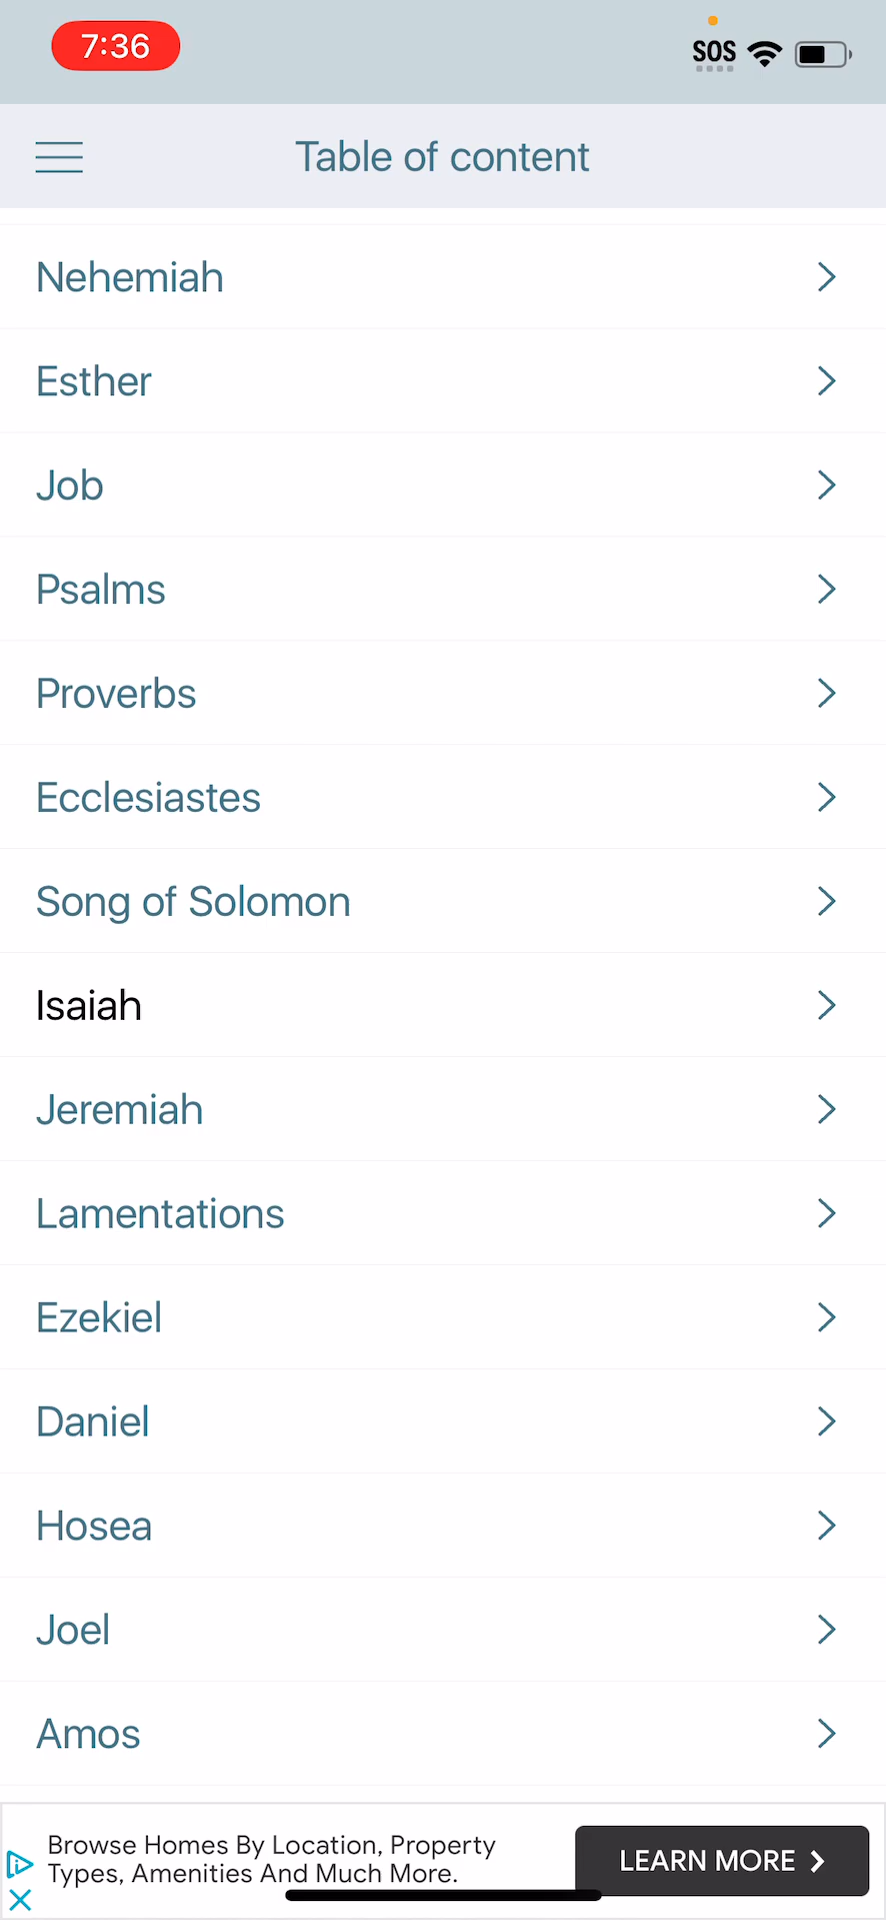 7:36
SOS
Table of content
Nehemiah
Esther
Job
Psalms
Proverbs
Ecclesiastes
Song of Solomon
Isaiah
Jeremiah
Lamentations
Ezekiel
Daniel
Hosea
Joel
Amos
Browse Homes By Location, Property
Types, Amenities And Much More.
LEARN MORE